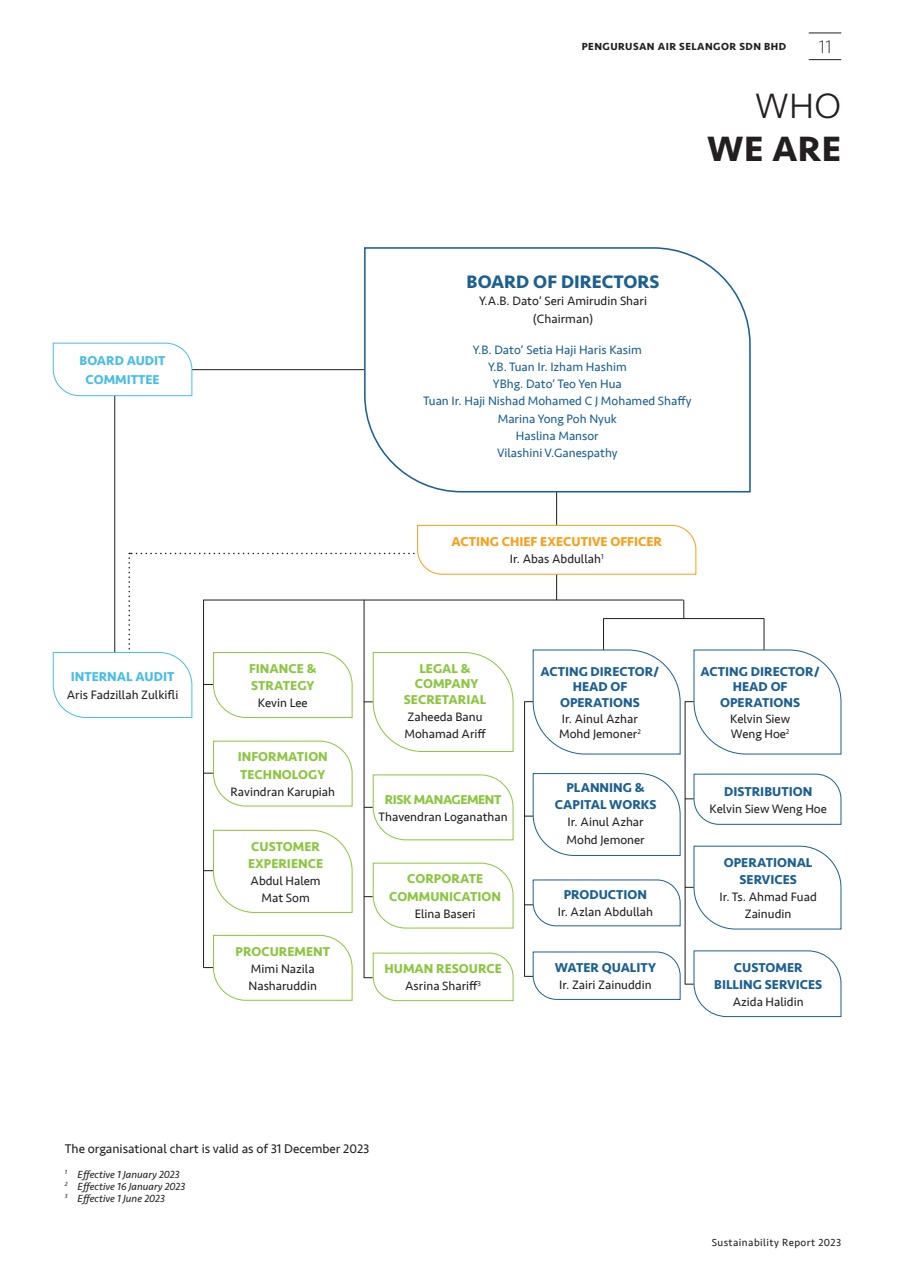 PENGURUSAN AIR SELANGOR SDN BHD
11
WHO
WE ARE
BOARD OF DIRECTORS
Y.A.B. Dato’ Seri Amirudin Shari
(Chairman)
Y.B. Dato’ Setia Haji Haris Kasim
Y.B. Tuan Ir. Izham Hashim
YBhg. Dato’ Teo Yen Hua
Tuan Ir. Haji Nishad Mohamed C J Mohamed Shaffy
Marina Yong Poh Nyuk
Haslina Mansor
Vilashini V.Ganespathy
BOARD AUDIT
COMMITTEE
ACTING CHIEF EXECUTIVE OFFICER
Ir. Abas Abdullah¹
INTERNAL AUDIT
Aris Fadzillah Zulkifli
FINANCE &
STRATEGY
Kevin Lee
INFORMATION
TECHNOLOGY
Ravindran Karupiah
CUSTOMER
EXPERIENCE
Abdul Halem
Mat Som
PROCUREMENT
Mimi Nazila
Nasharuddin
LEGAL &
COMPANY
SECRETARIAL
Zaheeda Banu
Mohamad Ariff
RISK MANAGEMENT
Thavendran Loganathan
CORPORATE
COMMUNICATION
Elina Baseri
HUMAN RESOURCE
Asrina Shariff³
ACTING DIRECTOR/
HEAD OF
OPERATIONS
Ir. Ainul Azhar
Mohd Jemoner²
PLANNING &
CAPITAL WORKS
Ir. Ainul Azhar
Mohd Jemoner
PRODUCTION
Ir. Azlan Abdullah
WATER QUALITY
Ir. Zairi Zainuddin
ACTING DIRECTOR/
HEAD OF
OPERATIONS
Kelvin Siew
Weng Hoe²
DISTRIBUTION
Kelvin Siew Weng Hoe
OPERATIONAL
SERVICES
Ir. Ts. Ahmad Fuad
Zainudin
CUSTOMER
BILLING SERVICES
Azida Halidin
The organisational chart is valid as of 31 December 2023
¹ Effective 1 January 2023
² Effective 16 January 2023
³ Effective 1 June 2023
Sustainability Report 2023